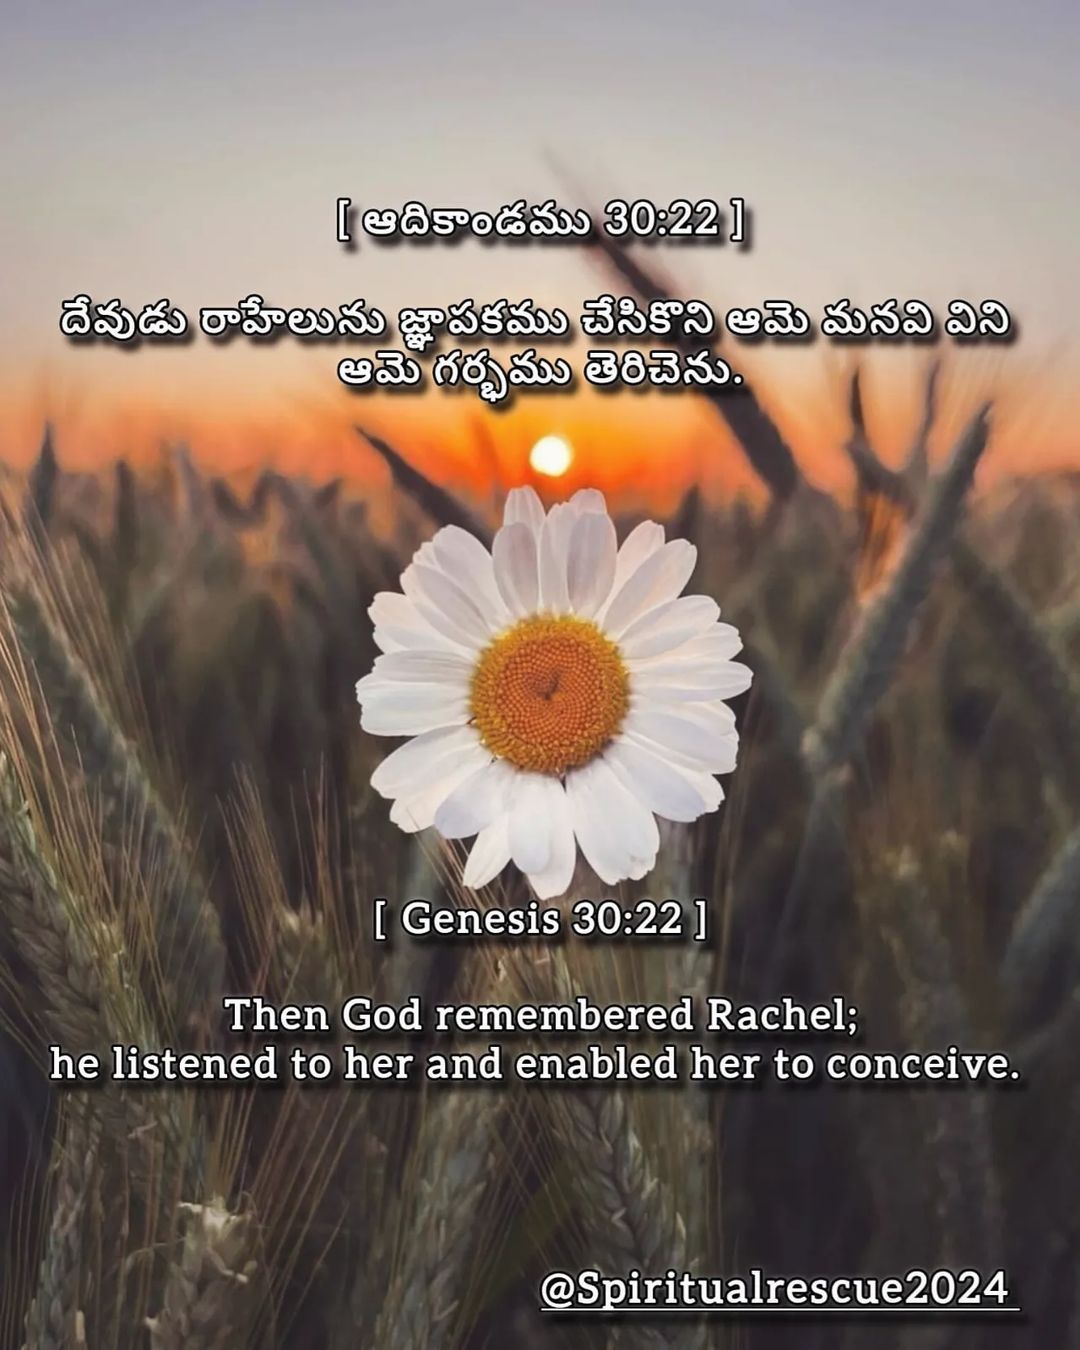 [ ఆదికాండము 30:22 ]
దేవుడు రాహేలును జ్ఞాపకము చేసికొని ఆమె మనవి విని
ఆమె గర్భము తెరిచెను.
[ Genesis 30:22 ]
Then God remembered Rachel;
he listened to her and enabled her to conceive.
@Spiritualrescue2024